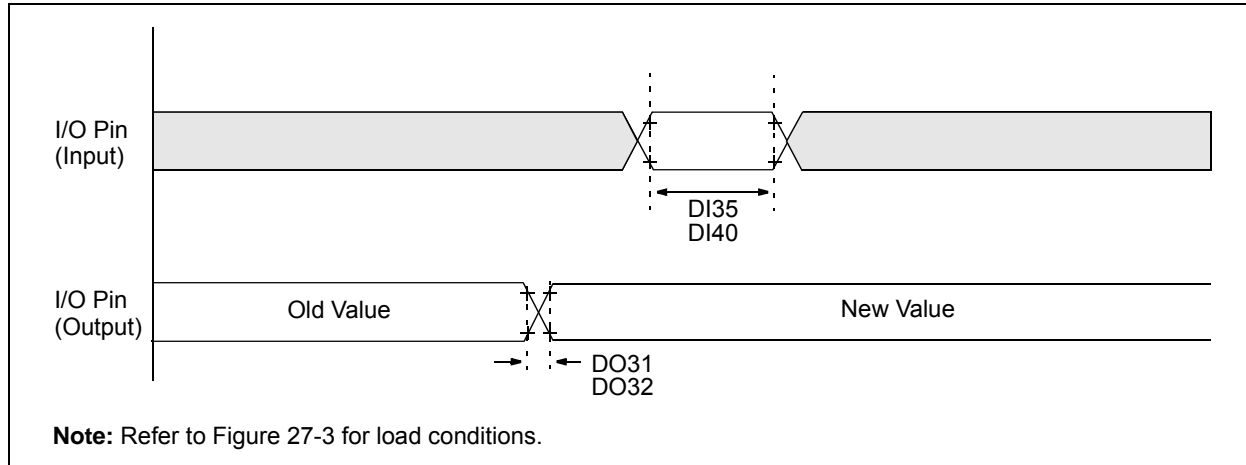 I/O Pin
(Input)
DI35
DI40
I/O Pin
(Output)
Old Value
New Value
DO31
DO32
Note: Refer to Figure 27-3 for load conditions.